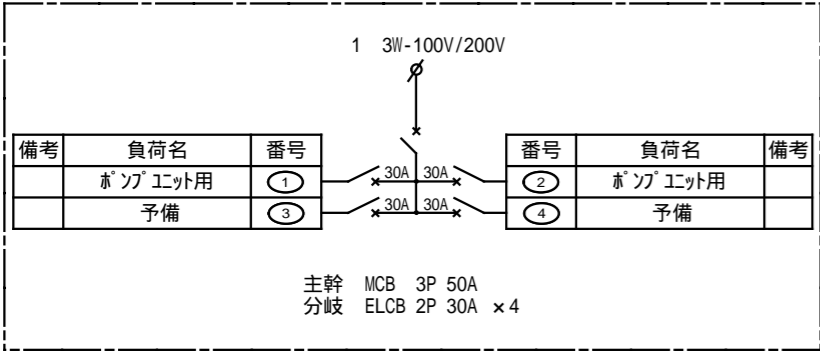 1 3W-100V/200V
備考 負荷名 番号
ポンプユニット用 1
予備 3
30A 30A
30A 30A
番号 負荷名 備考
2 ポンプユニット用
4 予備
主幹 MCB 3P 50A
分岐 ELCB 2P 30A ×4